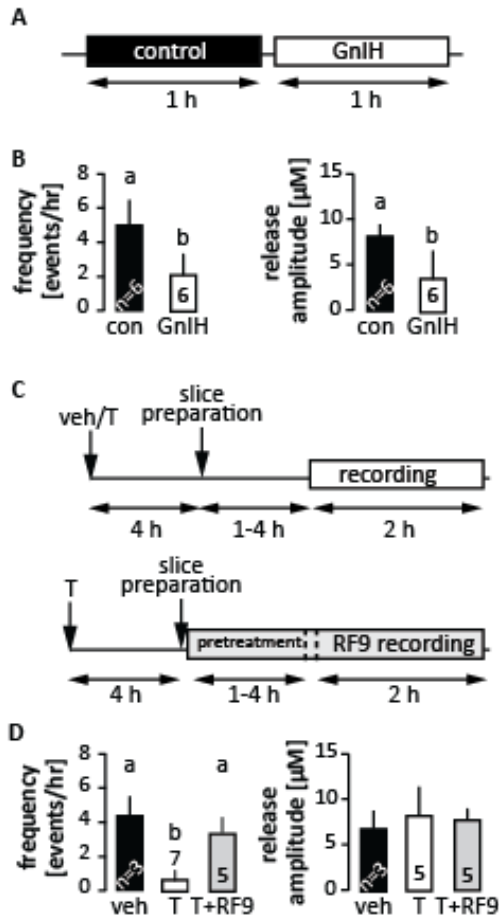 A
control GnIH
1 h 1 h
B
frequency
[events/hr]
8
6
4
2
0
a
b
n=6
6
con GnIH
release
amplitude [µM]
15
10
5
0
a
b
n=6
6
con GnIH
C
veh/T
slice
preparation
recording
4 h 1-4 h 2 h
T
slice
preparation
pretreatment RF9 recording
4 h 1-4 h 2 h
D
frequency
[events/hr]
8
6
4
2
0
a
b
a
7
n=3
5
veh T T+RF9
release
amplitude [µM]
15
10
5
0
n=3
5
5
veh T T+RF9